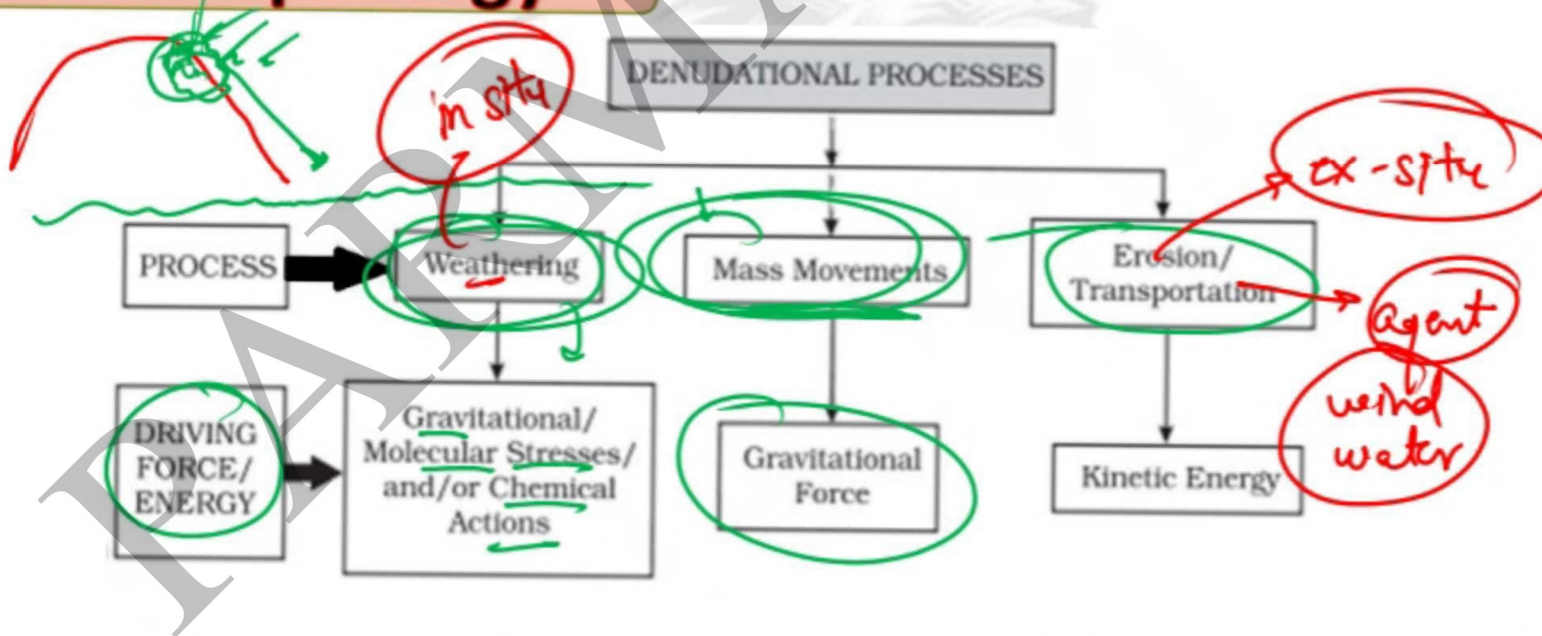 in situ
DENUDATIONAL PROCESSES
ex-situ
PROCESS
Weathering
Mass Movements
Erosion/
Transportation
agent
wind
water
DRIVING
FORCE/
ENERGY
Gravitational/
Molecular Stresses/
and/or Chemical
Actions
Gravitational
Force
Kinetic Energy